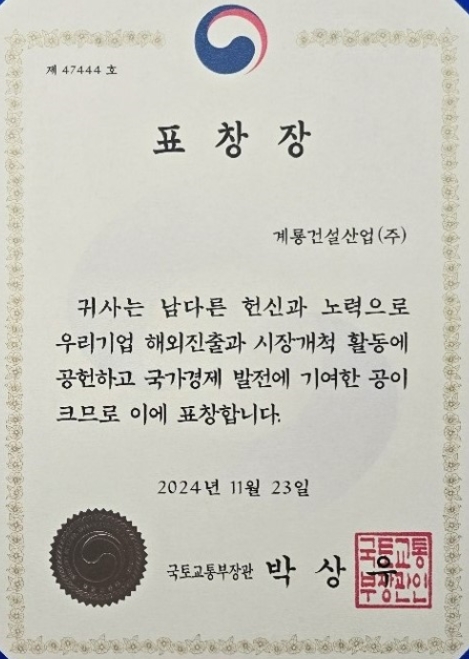 제 47444 호
표 창 장
계룡건설산업(주)
귀사는 남다른 헌신과 노력으로
우리기업 해외진출과 시장개척 활동에
공헌하고 국가경제 발전에 기여한 공이
크므로 이에 표창합니다.
2024년 11월 23일
국토교통부장관 박 상 우
국토교통
부장관인